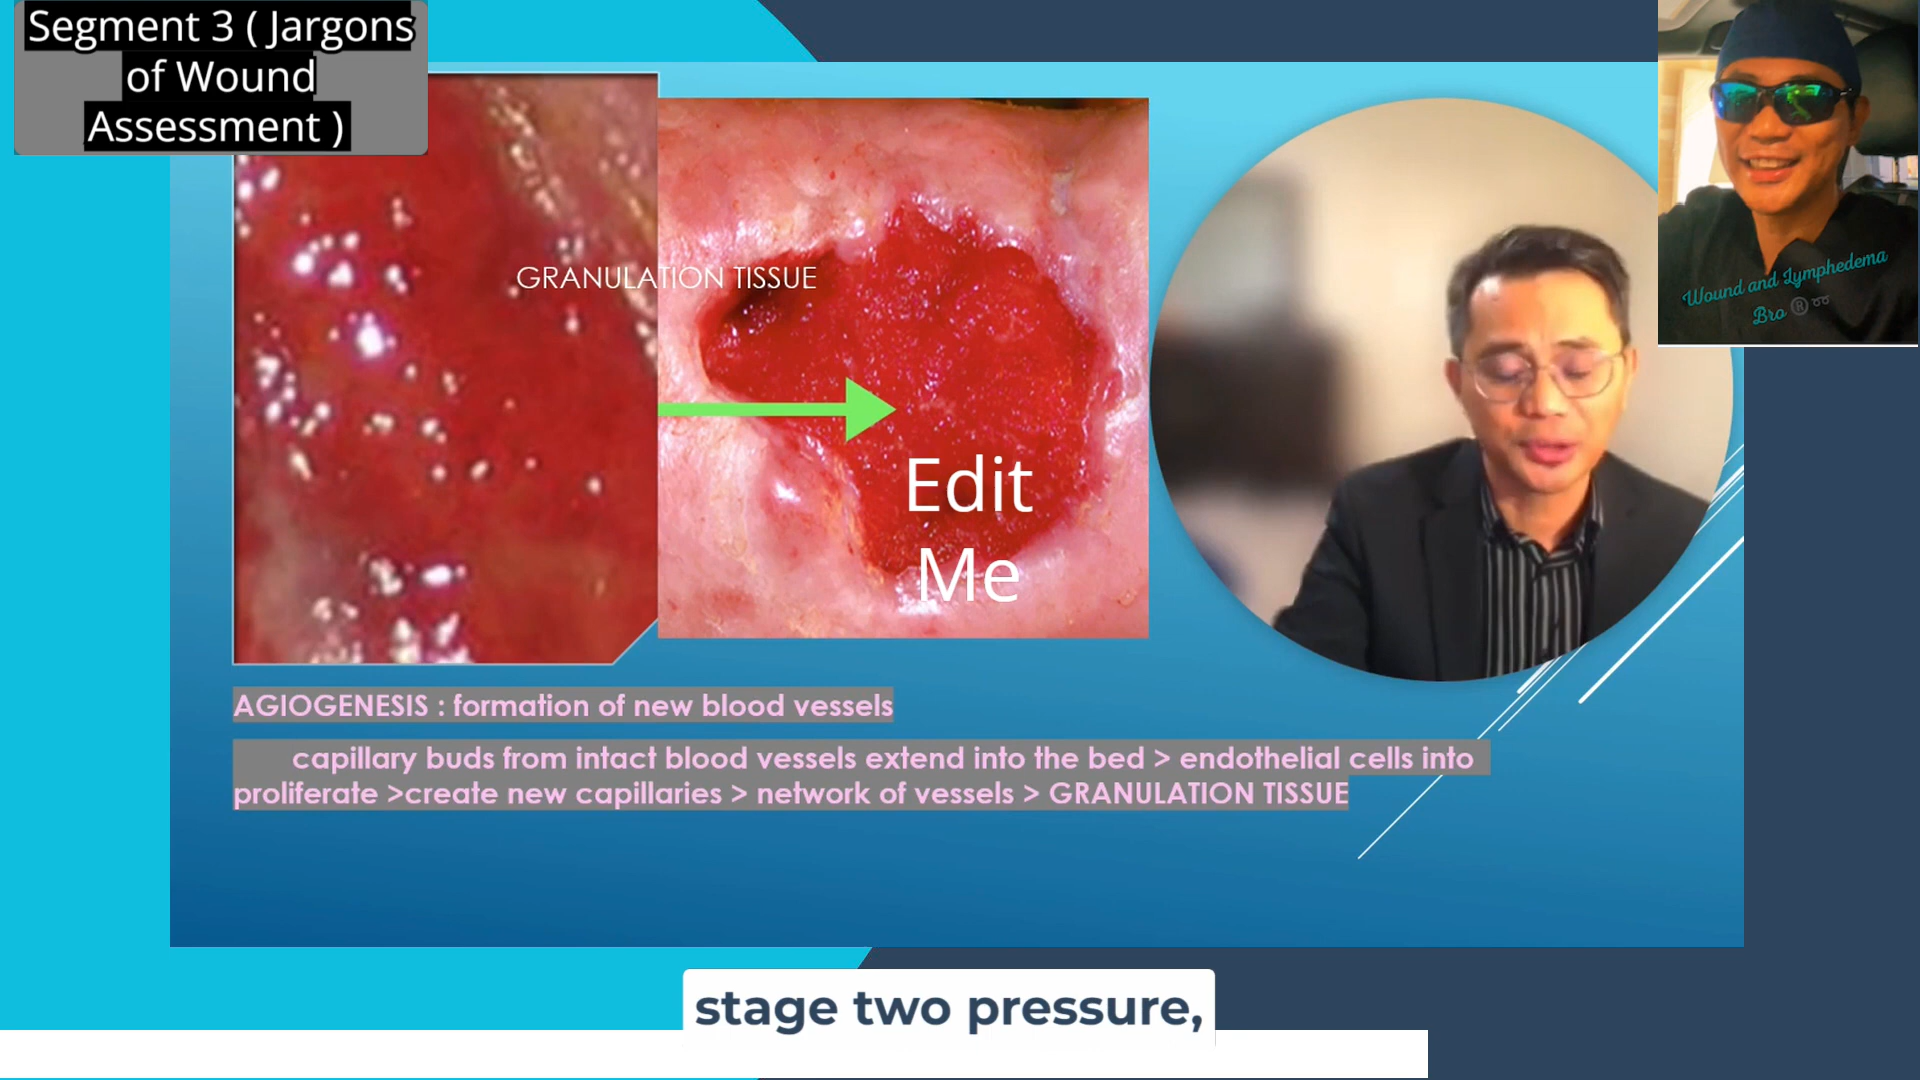 Segment 3 ( Jargons
of Wound
Assessment )
GRANULATION TISSUE
Edit
Me
Wound and Lymphedema
Bro ®
AGIOGENESIS : formation of new blood vessels
capillary buds from intact blood vessels extend into the bed > endothelial cells into
proliferate >create new capillaries > network of vessels > GRANULATION TISSUE
stage two pressure,